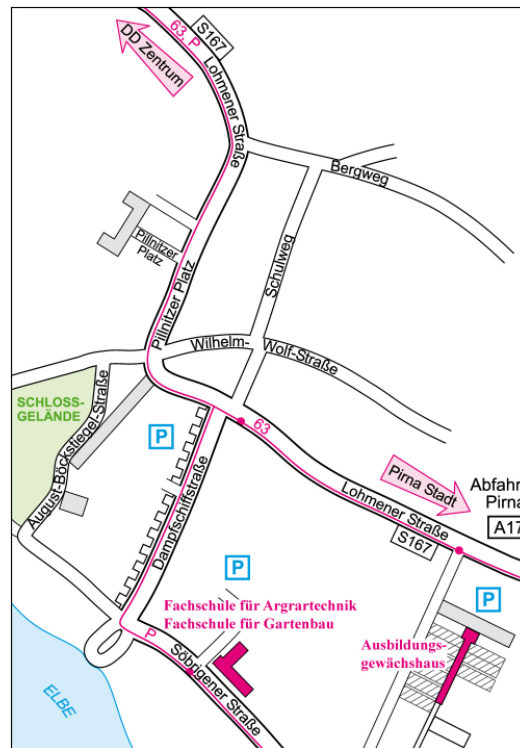 63, P
S167
DD Zentrum
Lohmener Straße
Bergweg
Pillnitzer
Platz
Schulweg
Pillnitzer Platz
Wilhelm-
Wolf-Straße
SCHLOSS-
GELÄNDE
August-Böckstiegel-Straße
P
63
Dampfschiffstraße
Pirna Stadt
Abfahr
Pirna
A17
Lohmener Straße
S167
P
P
Fachschule für Argrartechnik
Fachschule für Gartenbau
P
Söbrigener Straße
Ausbildungs-
gewächshaus
ELBE